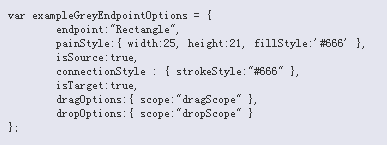 var exampleGreyEndpointOptions = {
endpoint:"Rectangle",
painStyle:{ width:25, height:21, fillStyle:'#666' },
isSource:true,
connectionStyle : { strokeStyle:"#666" },
isTarget:true,
dragOptions:{ scope:"dragScope" },
dropOptions:{ scope:"dropScope" }
};